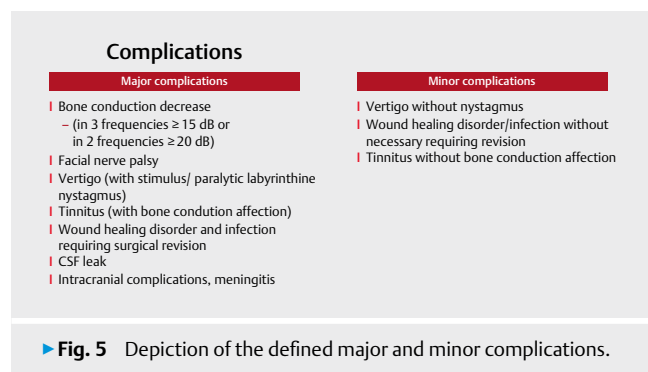 Complications
Major complications
I Bone conduction decrease
– (in 3 frequencies ≥ 15 dB or
in 2 frequencies ≥ 20 dB)
I Facial nerve palsy
I Vertigo (with stimulus/ paralytic labyrinthine
nystagmus)
I Tinnitus (with bone condution affection)
I Wound healing disorder and infection
requiring surgical revision
I CSF leak
I Intracranial complications, meningitis
Minor complications
I Vertigo without nystagmus
I Wound healing disorder/infection without
necessary requiring revision
I Tinnitus without bone conduction affection
▶ Fig. 5 Depiction of the defined major and minor complications.